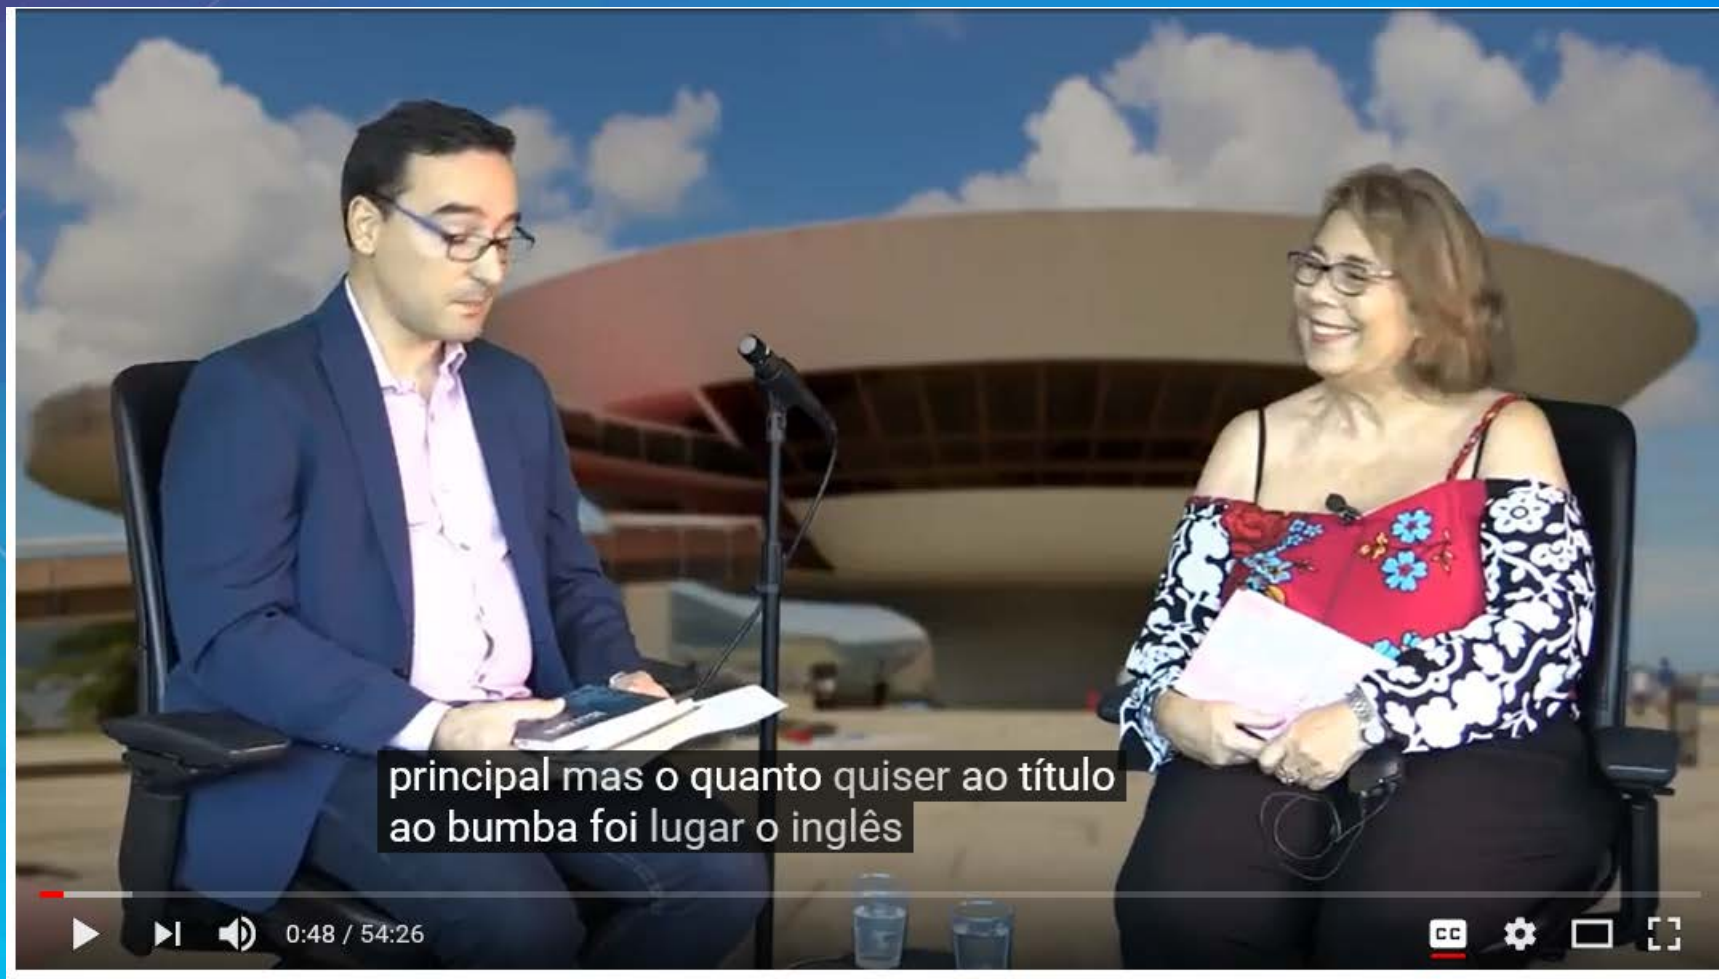 principal mas o quanto quiser ao título
ao bumba foi lugar o inglês
0:48 / 54:26
CC